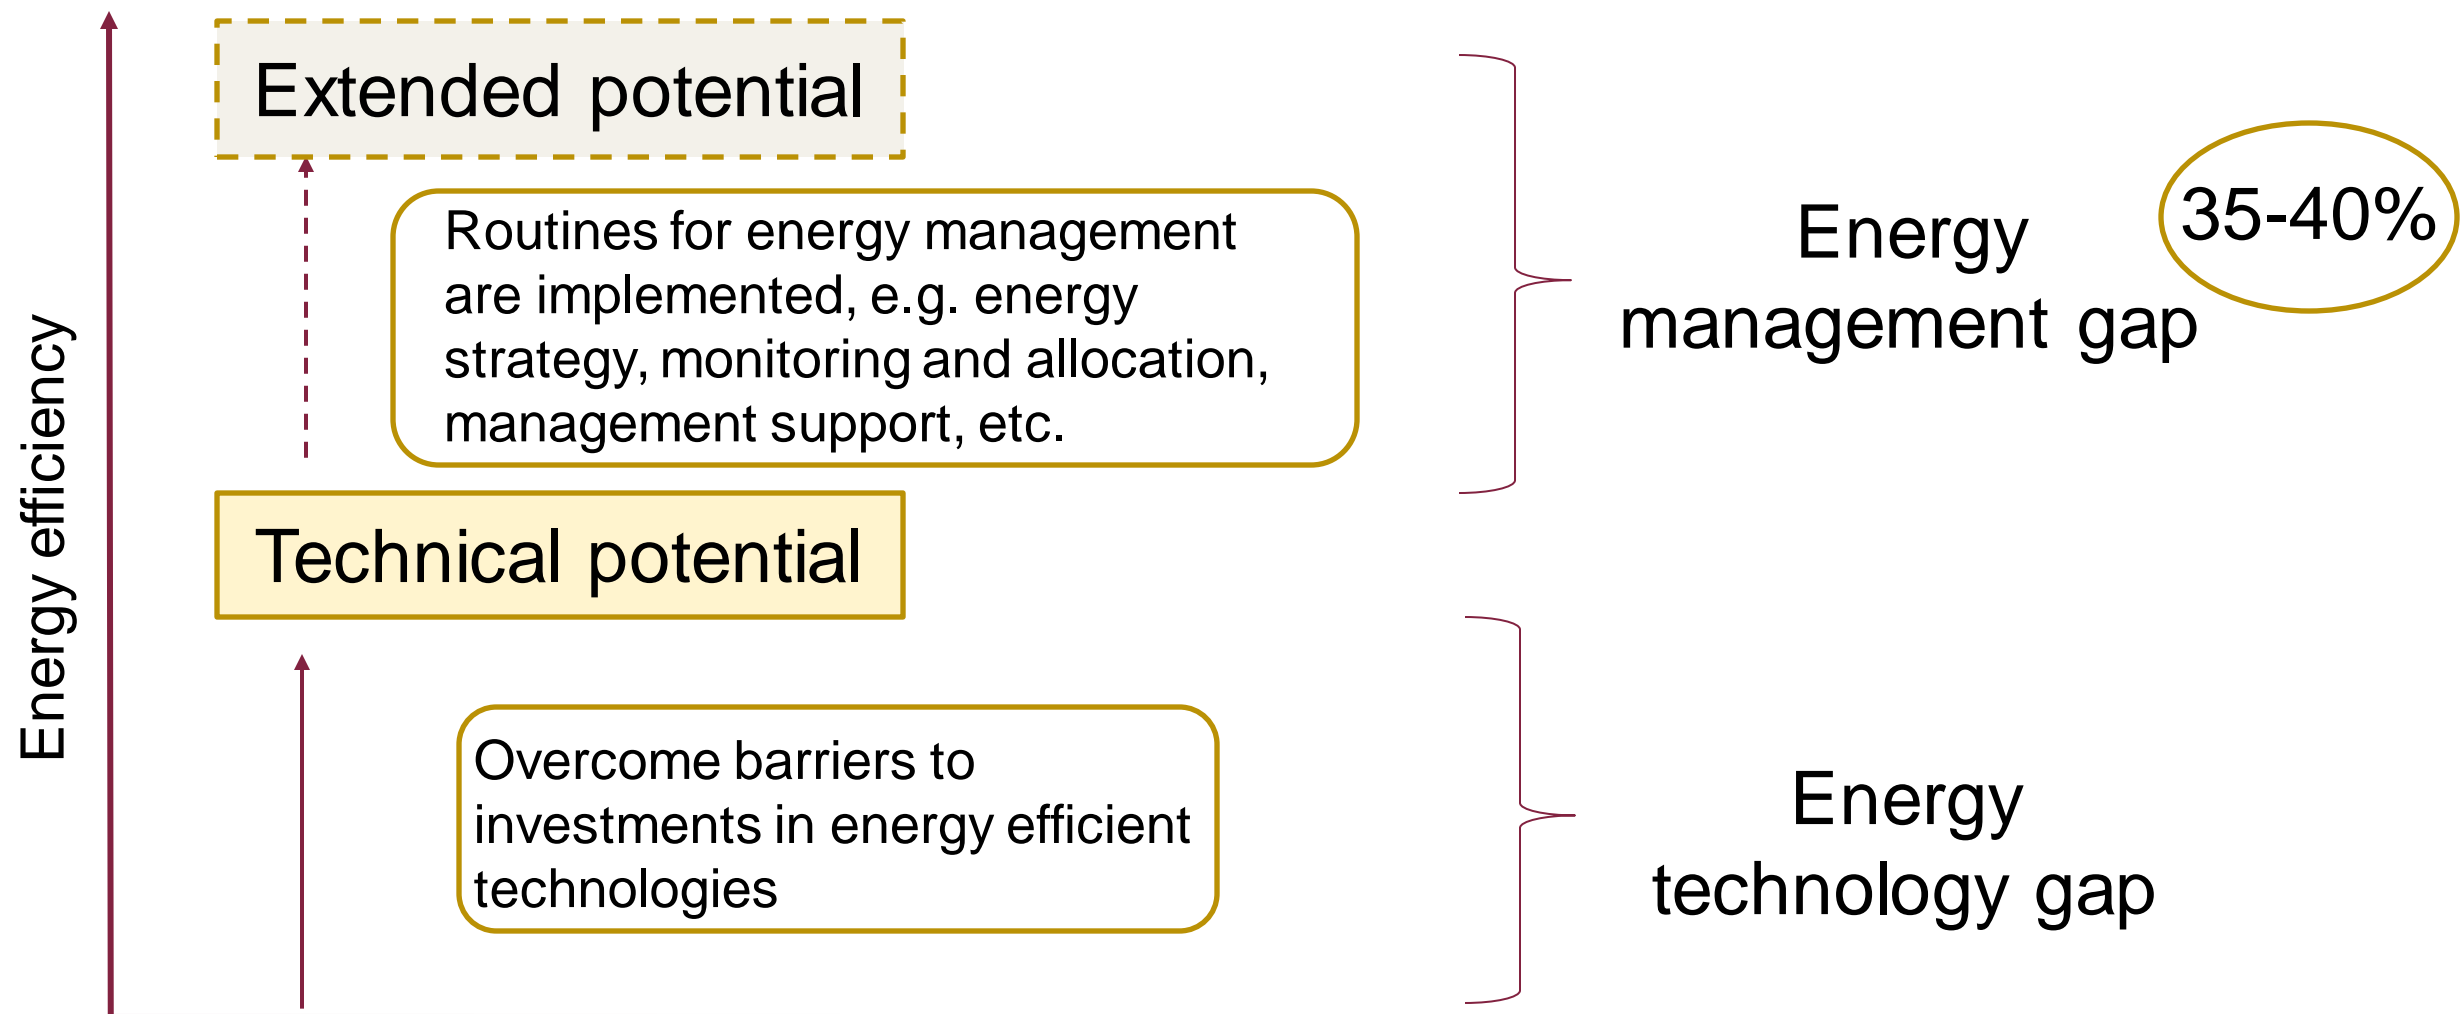 Energy efficiency
Extended potential
Routines for energy management
are implemented, e.g. energy
strategy, monitoring and allocation,
management support, etc.
Energy
management gap
35-40%
Technical potential
Overcome barriers to
investments in energy efficient
technologies
Energy
technology gap